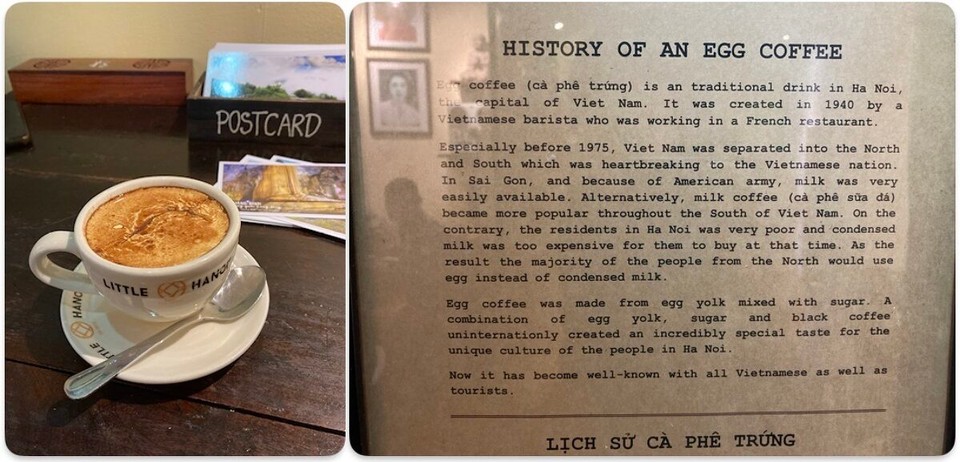 POSTCARD
LITTLE HANOI
HISTORY OF AN EGG COFFEE
Egg coffee (cà phê trứng) is an traditional drink in Ha Noi,
the capital of Viet Nam. It was created in 1940 by a
Vietnamese barista who was working in a French restaurant.
Especially before 1975, Viet Nam was separated into the North
and South which was heartbreaking to the Vietnamese nation.
In Sai Gon, and because of American army, milk was very
easily available. Alternatively, milk coffee (cà phê sữa đá)
became more popular throughout the South of Viet Nam. On the
contrary, the residents in Ha Noi was very poor and condensed
milk was too expensive for them to buy at that time. As the
result the majority of the people from the North would use
egg instead of condensed milk.
Egg coffee was made from egg yolk mixed with sugar. A
combination of egg yolk, sugar and black coffee
uninternationly created an incredibly special taste for the
unique culture of the people in Ha Noi.
Now it has become well-known with all Vietnamese as well as
tourists.
LỊCH SỬ CÀ PHÊ TRỨNG